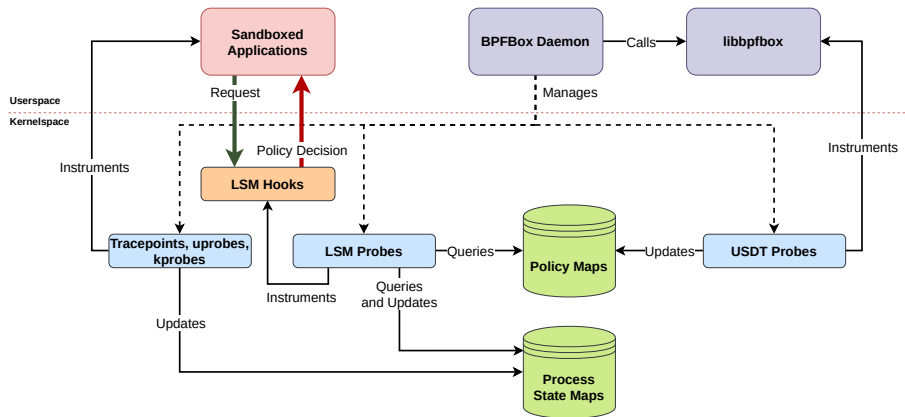 Sandboxed
Applications
BPFBox Daemon
Calls
libbpfbox
Request
Manages
Userspace
Kernelspace
Policy Decision
Instruments
Instruments
LSM Hooks
Tracepoints, uprobes,
kprobes
LSM Probes
Queries
Policy Maps
Updates
USDT Probes
Instruments
Queries
and Updates
Updates
Process
State Maps